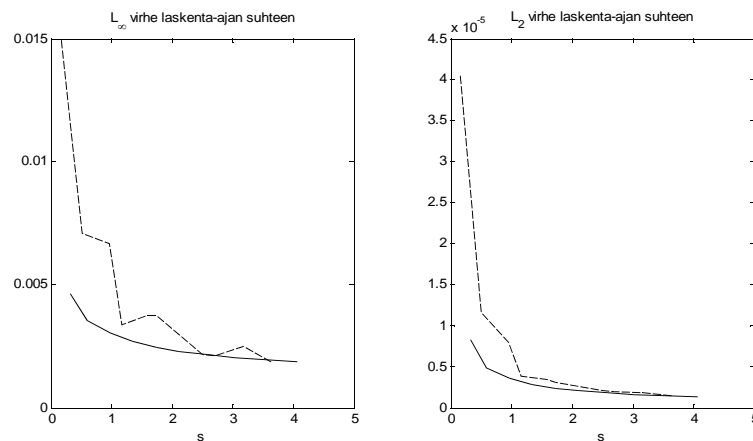 L∞ virhe laskenta-ajan suhteen
0.015
0.01
0.005
0
0 1 2 3 4 5
s
L2 virhe laskenta-ajan suhteen
x 10-5
4.5
4
3.5
3
2.5
2
1.5
1
0.5
0
0 1 2 3 4 5
s